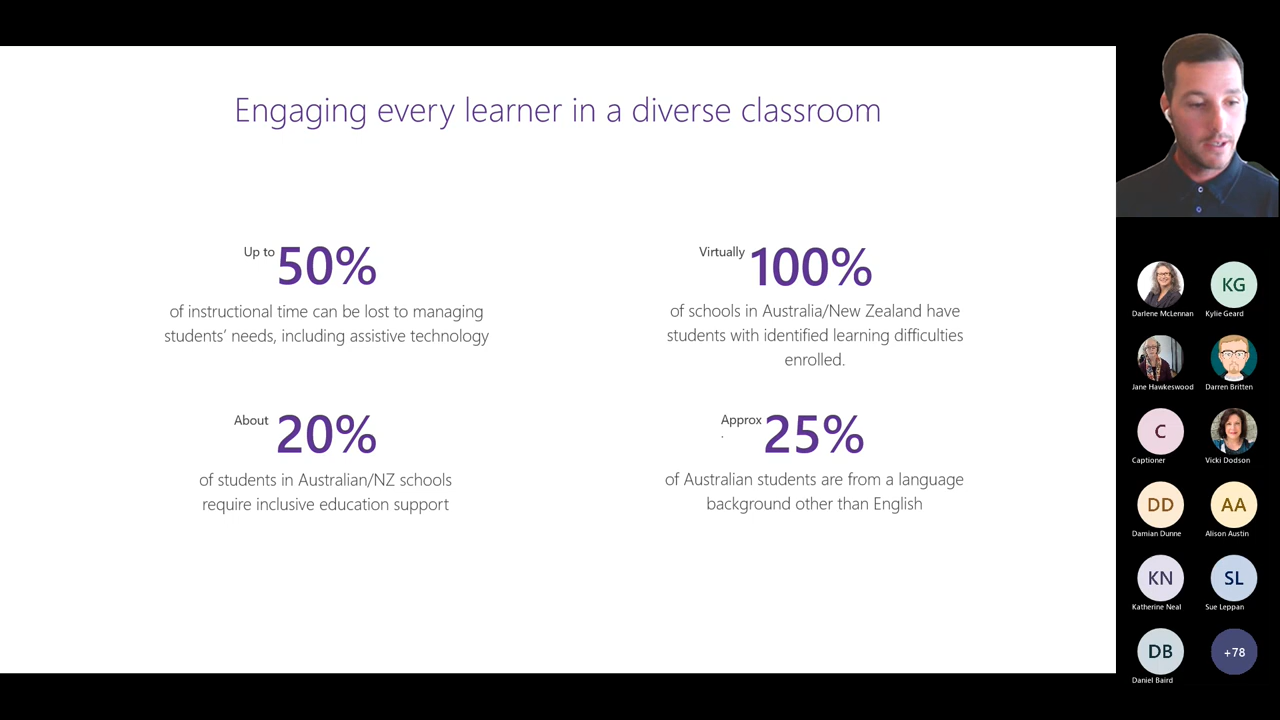 Engaging every learner in a diverse classroom
Up to 50%
of instructional time can be lost to managing
students’ needs, including assistive technology
Virtually 100%
of schools in Australia/New Zealand have
students with identified learning difficulties
enrolled.
About 20%
of students in Australian/NZ schools
require inclusive education support
Approx
. 25%
of Australian students are from a language
background other than English
Darlene McLennan
KG
Kylie Geard
Jane Hawkeswood
Darren Britten
C
Captioner
Vicki Dodson
DD
Damian Dunne
AA
Alison Austin
KN
Katherine Neal
SL
Sue Leppan
DB
Daniel Baird
+78